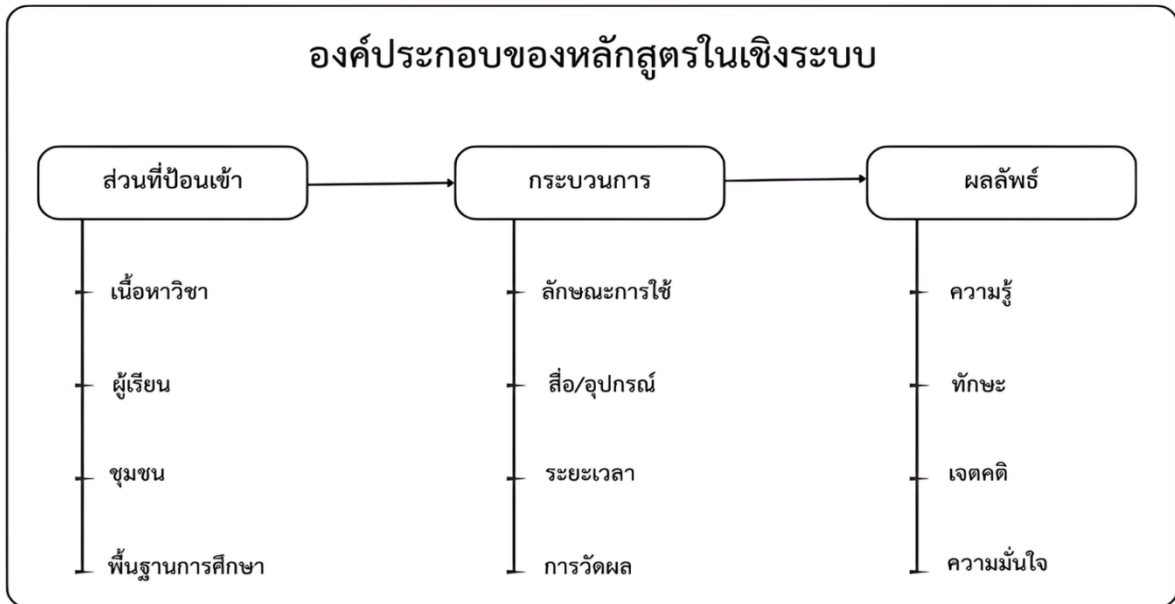 องค์ประกอบของหลักสูตรในเชิงระบบ
ส่วนที่ป้อนเข้า
เนื้อหาวิชา
ผู้เรียน
ชุมชน
พื้นฐานการศึกษา
กระบวนการ
ลักษณะการใช้
สื่อ/อุปกรณ์
ระยะเวลา
การวัดผล
ผลลัพธ์
ความรู้
ทักษะ
เจตคติ
ความมั่นใจ